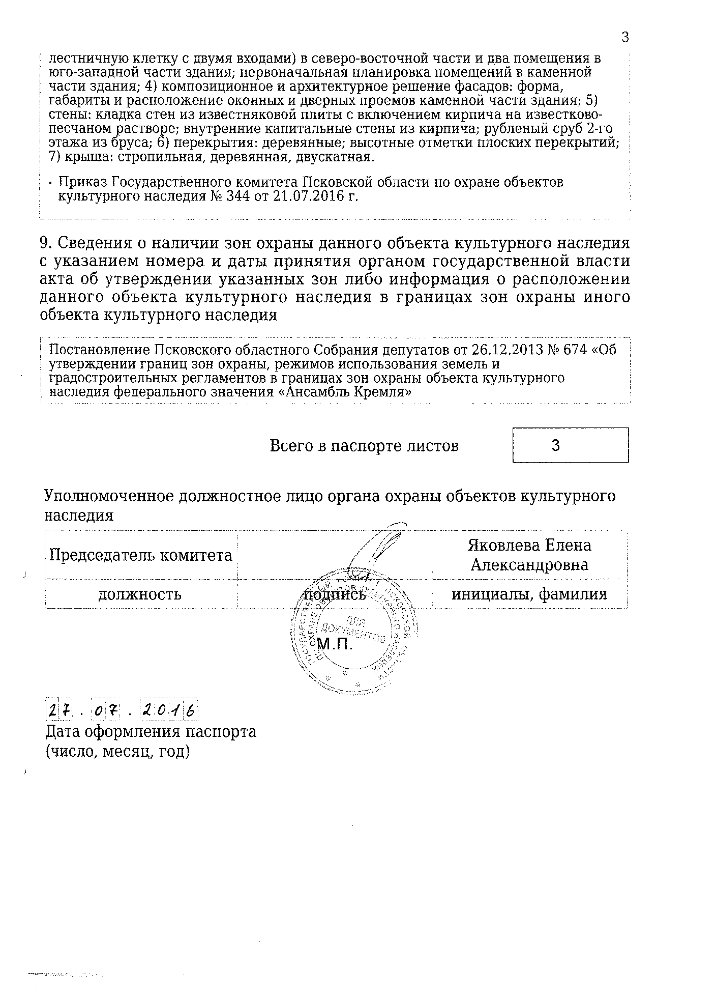 3
лестничную клетку с двумя входами) в северо-восточной части и два помещения в
юго-западной части здания; первоначальная планировка помещений в каменной
части здания; 4) композиционное и архитектурное решение фасадов: форма,
габариты и расположение оконных и дверных проемов каменной части здания; 5)
стены: кладка стен из известняковой плиты с включением кирпича на известково-
песчаном растворе; внутренние капитальные стены из кирпича; рубленый сруб 2-го
этажа из бруса; 6) перекрытия: деревянные; высотные отметки плоских перекрытий;
7) крыша: стропильная, деревянная, двускатная.
· Приказ Государственного комитета Псковской области по охране объектов
культурного наследия № 344 от 21.07.2016 г.
9. Сведения о наличии зон охраны данного объекта культурного наследия
с указанием номера и даты принятия органом государственной власти
акта об утверждении указанных зон либо информация о расположении
данного объекта культурного наследия в границах зон охраны иного
объекта культурного наследия
Постановление Псковского областного Собрания депутатов от 26.12.2013 № 674 «Об
утверждении границ зон охраны, режимов использования земель и
градостроительных регламентов в границах зон охраны объекта культурного
наследия федерального значения «Ансамбль Кремля»
Всего в паспорте листов 3
Уполномоченное должностное лицо органа охраны объектов культурного
наследия
Председатель комитета
Яковлева Елена
Александровна
должность подпись инициалы, фамилия
ГОСУДАРСТВЕННЫЙ КОМИТЕТ ПСКОВСКОЙ ОБЛАСТИ
ПО ОХРАНЕ ОБЪЕКТОВ КУЛЬТУРНОГО НАСЛЕДИЯ
ДЛЯ
ДОКУМЕНТОВ
М.П.
27.07.2016
Дата оформления паспорта
(число, месяц, год)